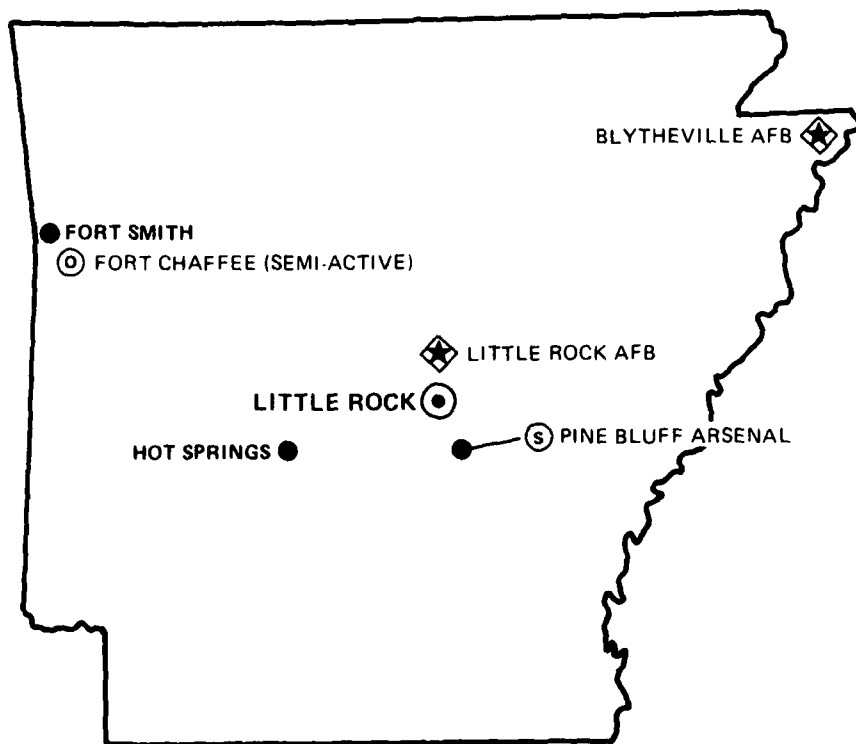 BLYTHEVILLE AFB
FORT SMITH
O FORT CHAFFEE (SEMI-ACTIVE)
LITTLE ROCK AFB
LITTLE ROCK
S PINE BLUFF ARSENAL
HOT SPRINGS